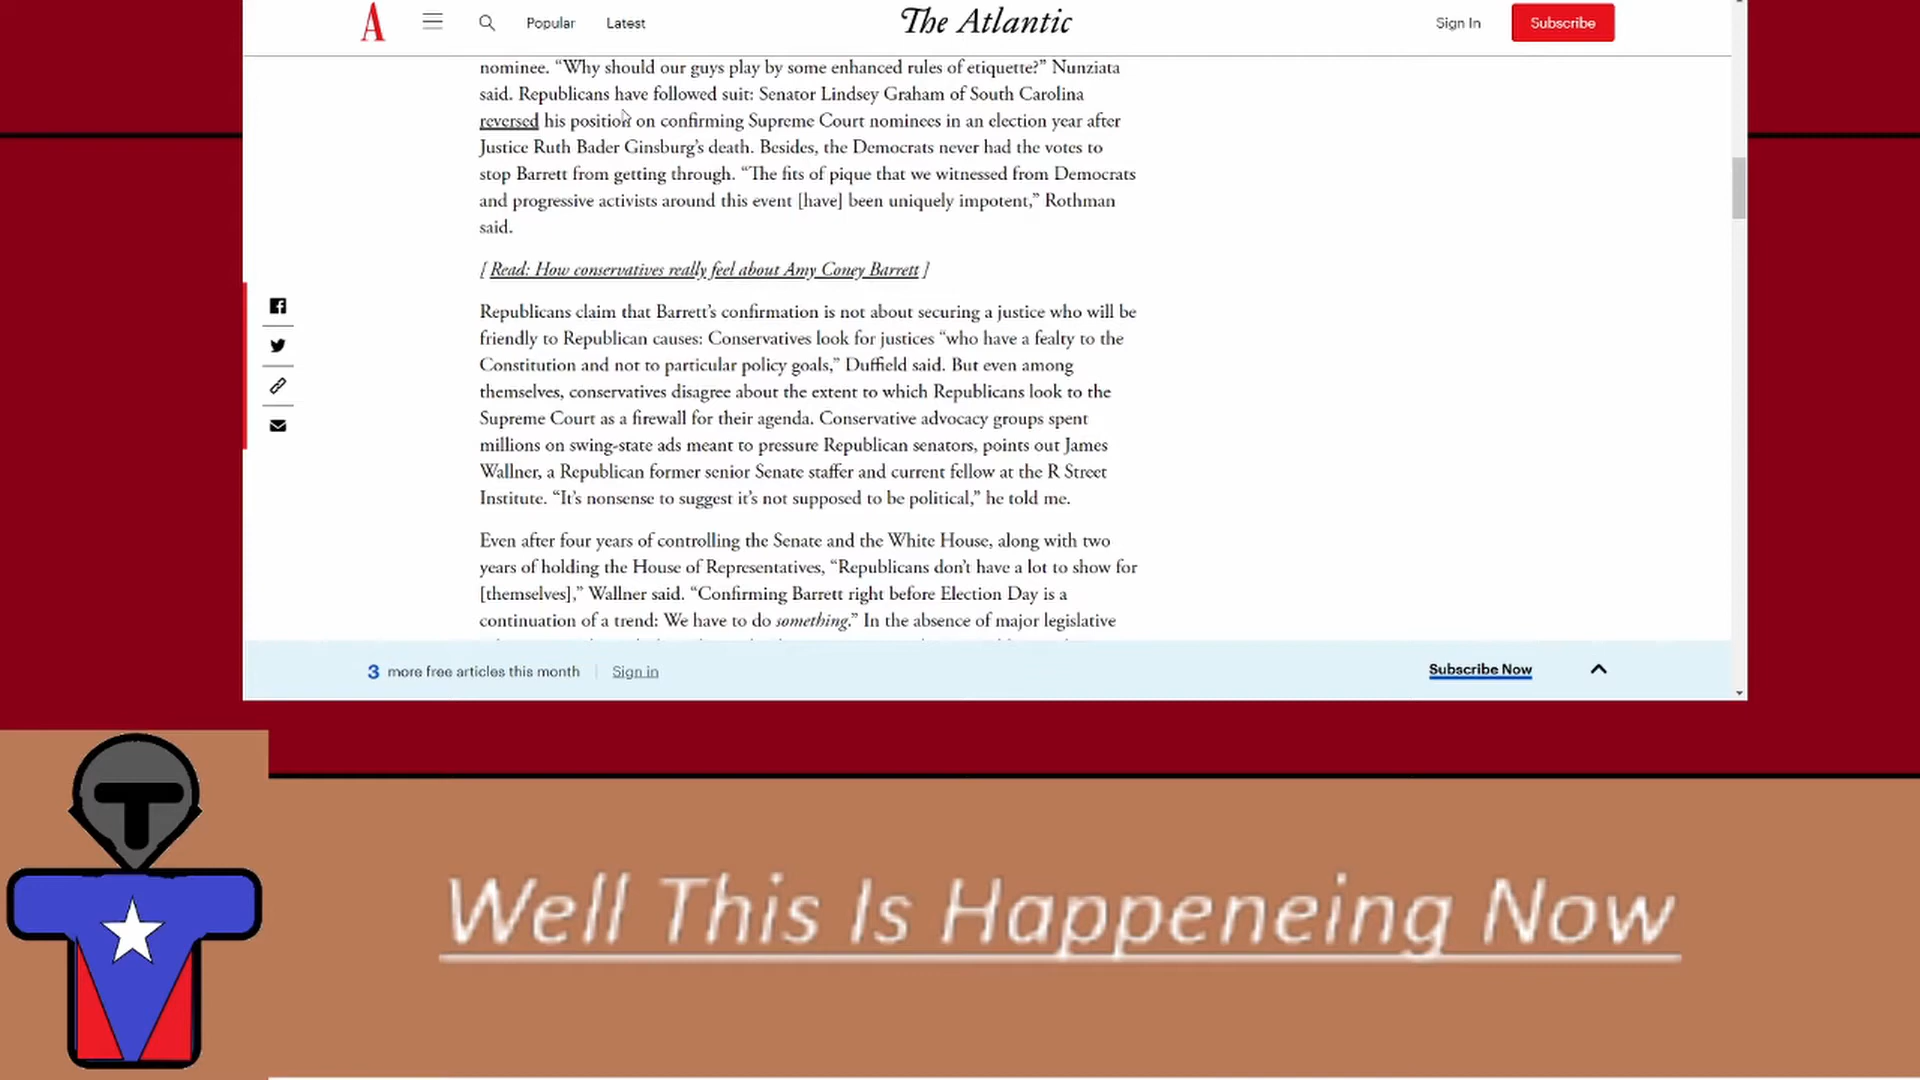 A
Popular
Latest
The Atlantic
Sign In
Subscribe
nominee. “Why should our guys play by some enhanced rules of etiquette?” Nunziata
said. Republicans have followed suit: Senator Lindsey Graham of South Carolina
reversed his position on confirming Supreme Court nominees in an election year after
Justice Ruth Bader Ginsburg’s death. Besides, the Democrats never had the votes to
stop Barrett from getting through. “The fits of pique that we witnessed from Democrats
and progressive activists around this event [have] been uniquely impotent,” Rothman
said.
[ Read: How conservatives really feel about Amy Coney Barrett ]
Republicans claim that Barrett’s confirmation is not about securing a justice who will be
friendly to Republican causes: Conservatives look for justices “who have a fealty to the
Constitution and not to particular policy goals,” Duffield said. But even among
themselves, conservatives disagree about the extent to which Republicans look to the
Supreme Court as a firewall for their agenda. Conservative advocacy groups spent
millions on swing-state ads meant to pressure Republican senators, points out James
Wallner, a Republican former senior Senate staffer and current fellow at the R Street
Institute. “It’s nonsense to suggest it’s not supposed to be political,” he told me.
Even after four years of controlling the Senate and the White House, along with two
years of holding the House of Representatives, “Republicans don’t have a lot to show for
[themselves],” Wallner said. “Confirming Barrett right before Election Day is a
continuation of a trend: We have to do something.” In the absence of major legislative
3 more free articles this month
Sign in
Subscribe Now
Well This Is Happeneing Now